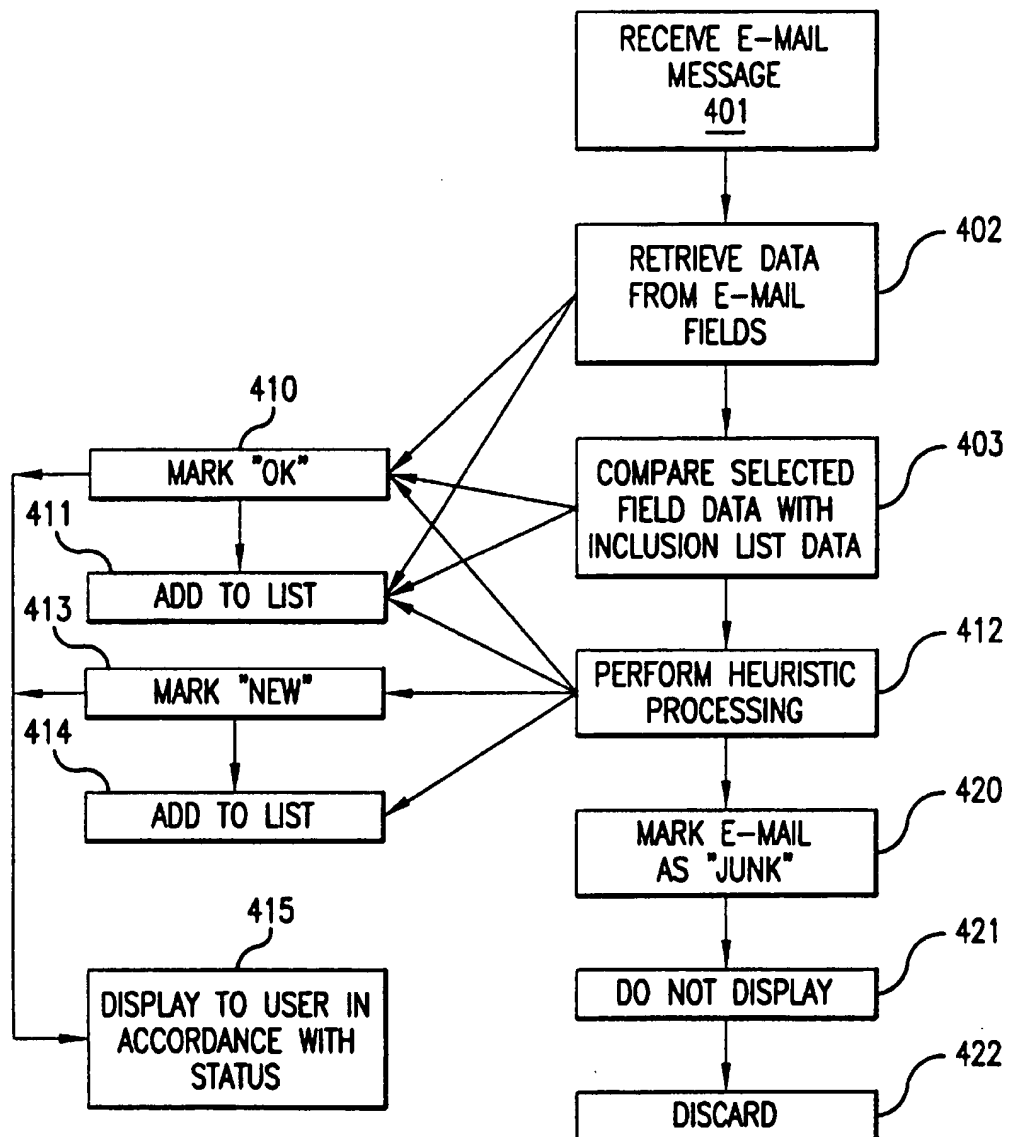 RECEIVE E-MAIL
MESSAGE
401
402
RETRIEVE DATA
FROM E-MAIL
FIELDS
410
MARK "OK"
403
COMPARE SELECTED
FIELD DATA WITH
INCLUSION LIST DATA
411
ADD TO LIST
413
MARK "NEW"
412
PERFORM HEURISTIC
PROCESSING
414
ADD TO LIST
420
MARK E-MAIL
AS "JUNK"
415
DISPLAY TO USER IN
ACCORDANCE WITH
STATUS
421
DO NOT DISPLAY
422
DISCARD